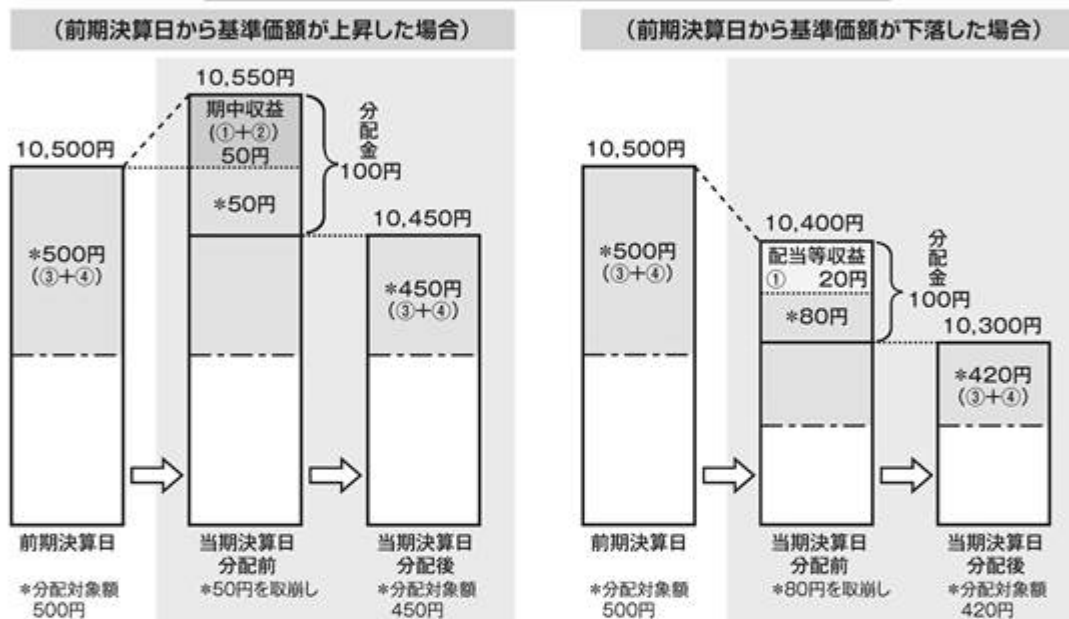 (前期決算日から基準価額が上昇した場合)
10,550円
期中収益
(①+②)
50円
*50円
分配金
100円
10,500円
*500円
(③+④)
10,450円
*450円
(③+④)
前期決算日
当期決算日
分配前
当期決算日
分配後
*分配対象額
500円
*50円を取崩し
*分配対象額
450円
(前期決算日から基準価額が下落した場合)
10,500円
*500円
(③+④)
10,400円
配当等収益
① 20円
*80円
分配金
100円
10,300円
*420円
(③+④)
前期決算日
当期決算日
分配前
当期決算日
分配後
*分配対象額
500円
*80円を取崩し
*分配対象額
420円